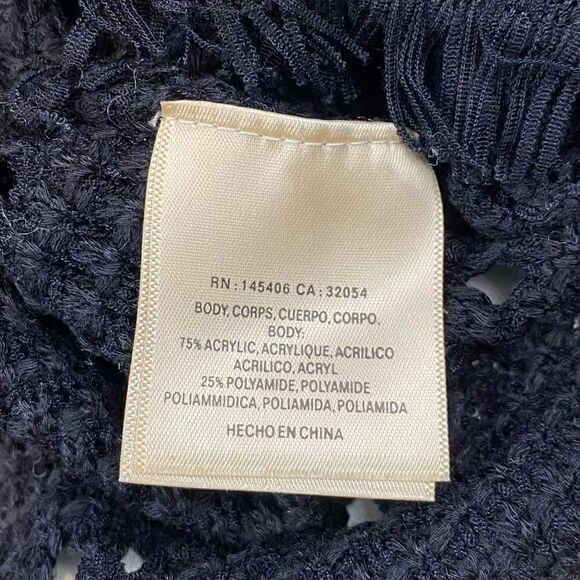 RN : 145406 CA : 32054
BODY, CORPS, CUERPO, CORPO,
BODY:
75% ACRYLIC, ACRYLIQUE, ACRILICO
ACRILICO, ACRYL
25% POLYAMIDE, POLYAMIDE
POLIAMMIDICA, POLIAMIDA, POLIAMIDA
HECHO EN CHINA